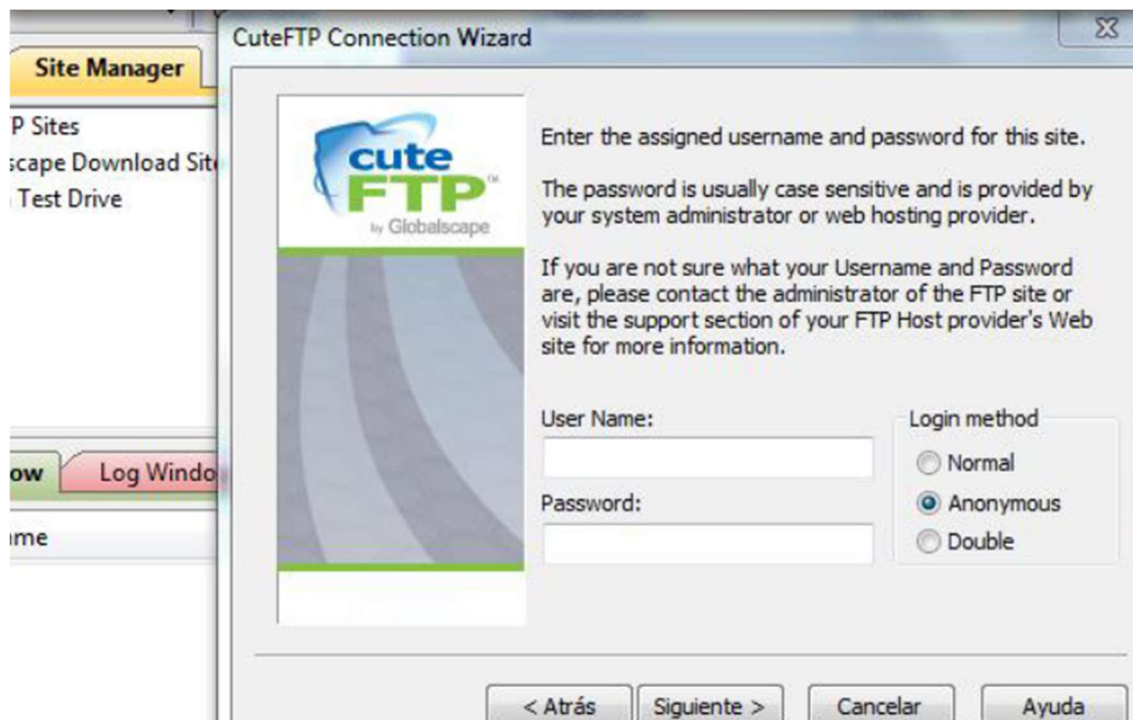 CuteFTP Connection Wizard
Site Manager
P Sites
scape Download Sit
Test Drive
cute
FTP
by Globalscape
Enter the assigned username and password for this site.
The password is usually case sensitive and is provided by
your system administrator or web hosting provider.
If you are not sure what your Username and Password
are, please contact the administrator of the FTP site or
visit the support section of your FTP Host provider's Web
site for more information.
User Name:
Login method
Normal
Password:
Anonymous
Double
ow
Log Windo
ame
< Atrás
Siguiente >
Cancelar
Ayuda